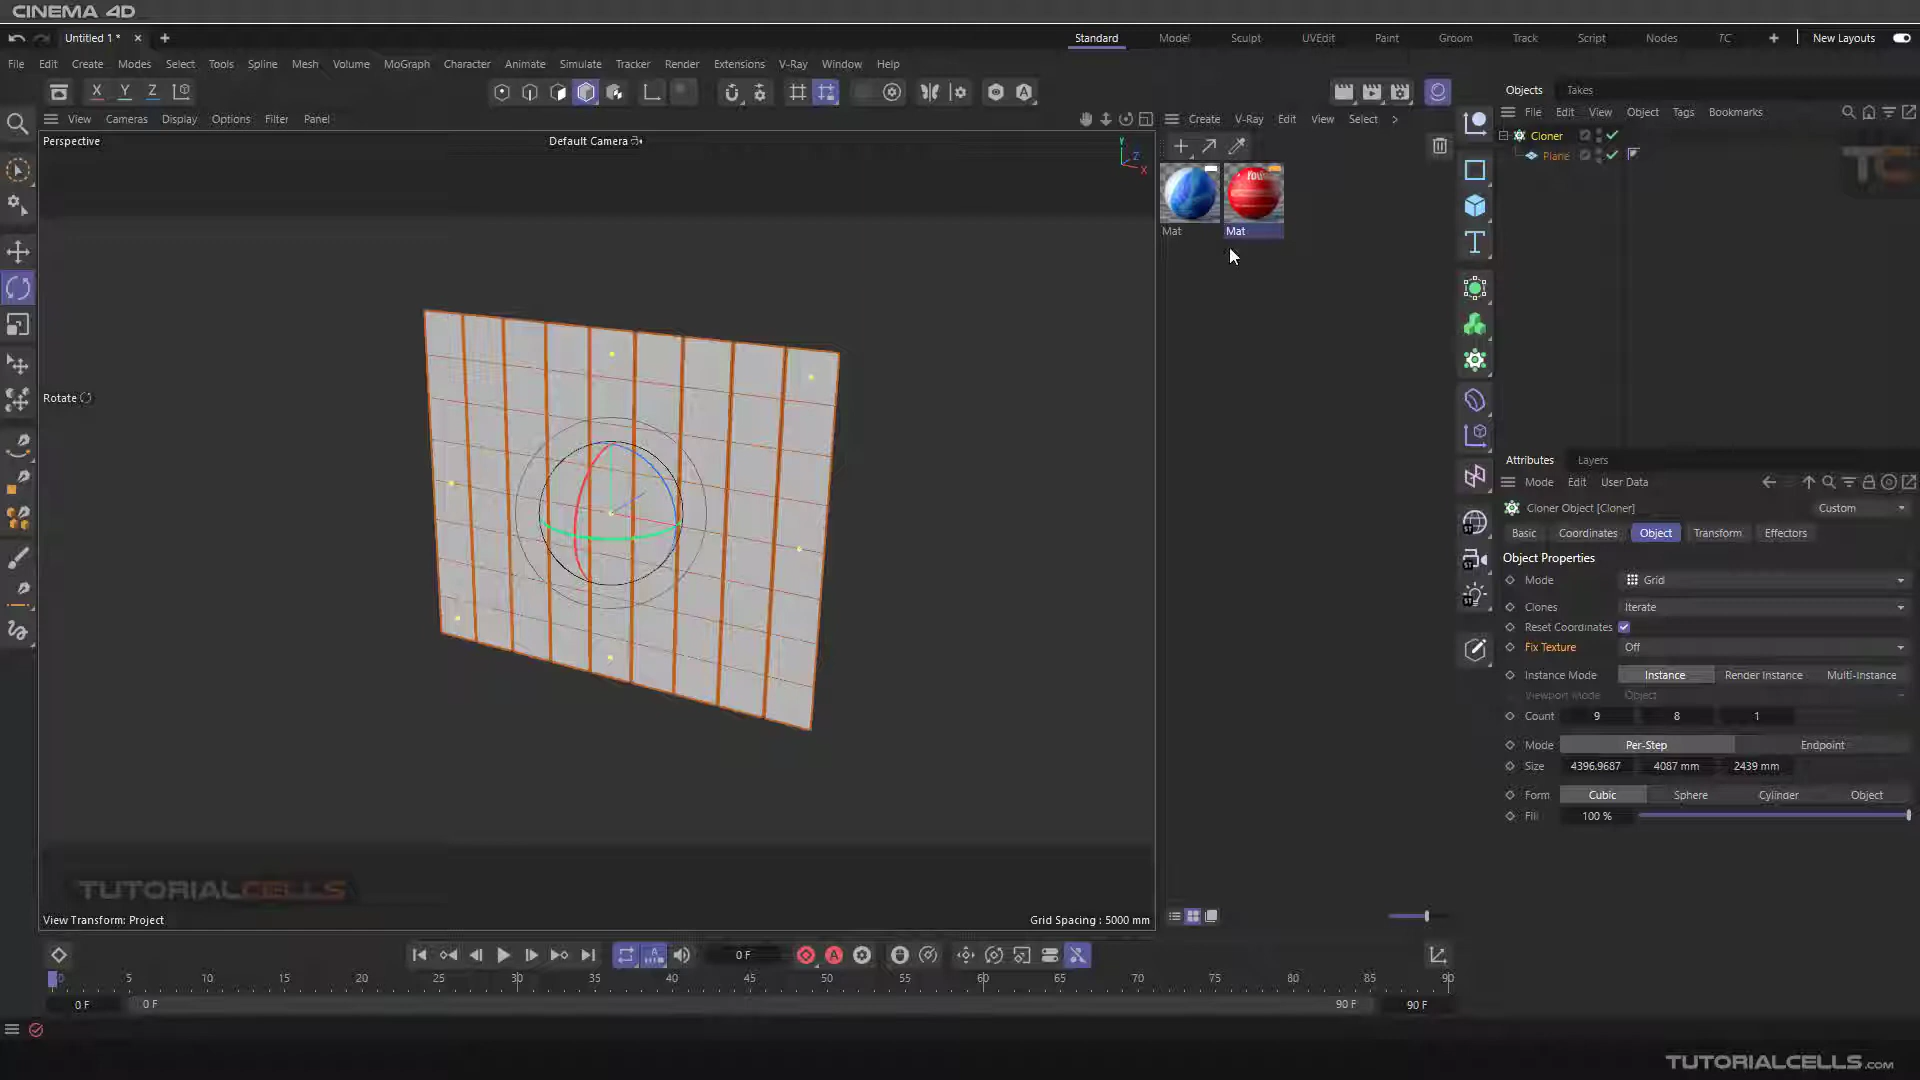 CINEMA 4D
Untitled 1 *
Standard Model Sculpt UVEdit Paint Groom Track Script Nodes TC New Layouts
File Edit Create Modes Select Tools Spline Mesh Volume MoGraph Character Animate Simulate Tracker Render Extensions V-Ray Window Help
X Y Z
Objects Takes
File Edit View Object Tags Bookmarks
View Cameras Display Options Filter Panel
Create V-Ray Edit View Select
Perspective
Default Camera
Y
Z
X
Cloner
Plane
TC
YOU
Mat
Mat
Rotate
Attributes Layers
Mode Edit User Data
Cloner Object [Cloner]
Custom
Basic Coordinates Object Transform Effectors
Object Properties
Mode Grid
Clones Iterate
Reset Coordinates
Fix Texture Off
Instance Mode Instance Render Instance Multi-Instance
Viewport Mode Object
Count 9 8 1
Mode Per-Step Endpoint
Size 4396.9687 4087 mm 2439 mm
Form Cubic Sphere Cylinder Object
Fill 100 %
TUTORIALCELLS
View Transform: Project
Grid Spacing : 5000 mm
0 F
0 5 10 15 20 25 30 35 40 45 50 55 60 65 70 75 80 85 90
0 F 0 F 90 F 90 F
TUTORIALCELLS.com